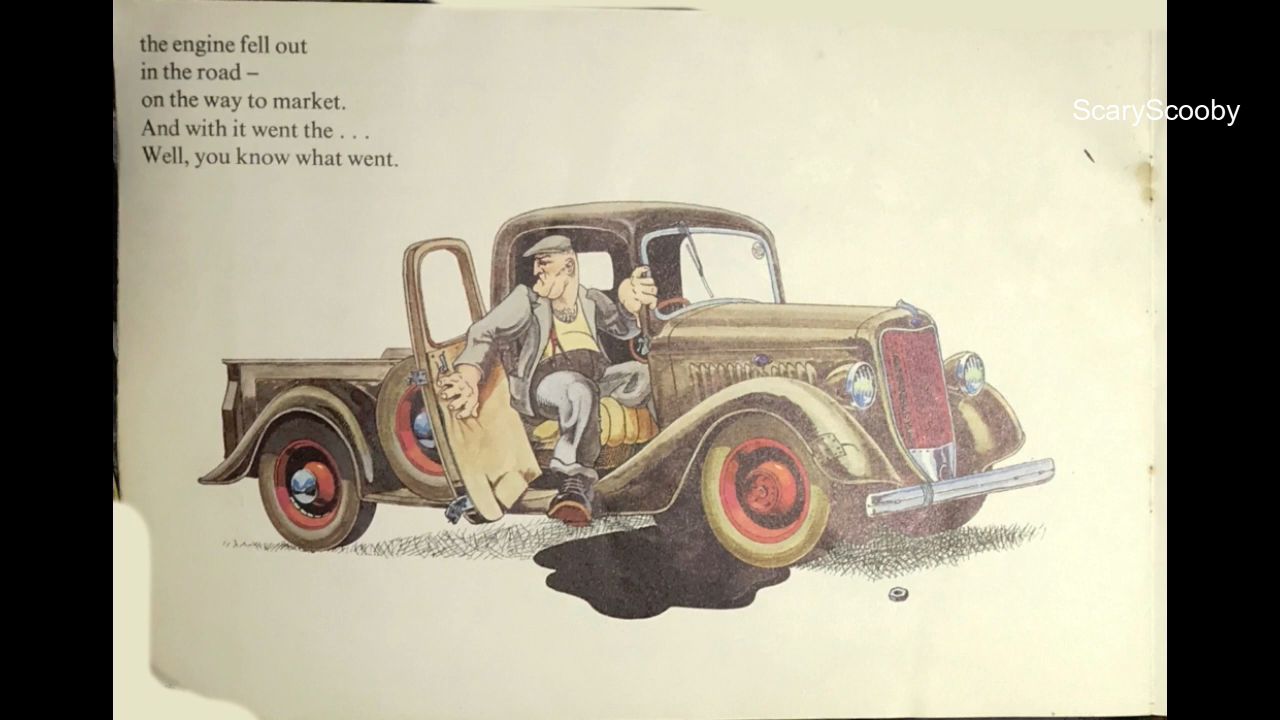 the engine fell out
in the road –
on the way to market.
And with it went the . . .
Well, you know what went.
ScaryScooby